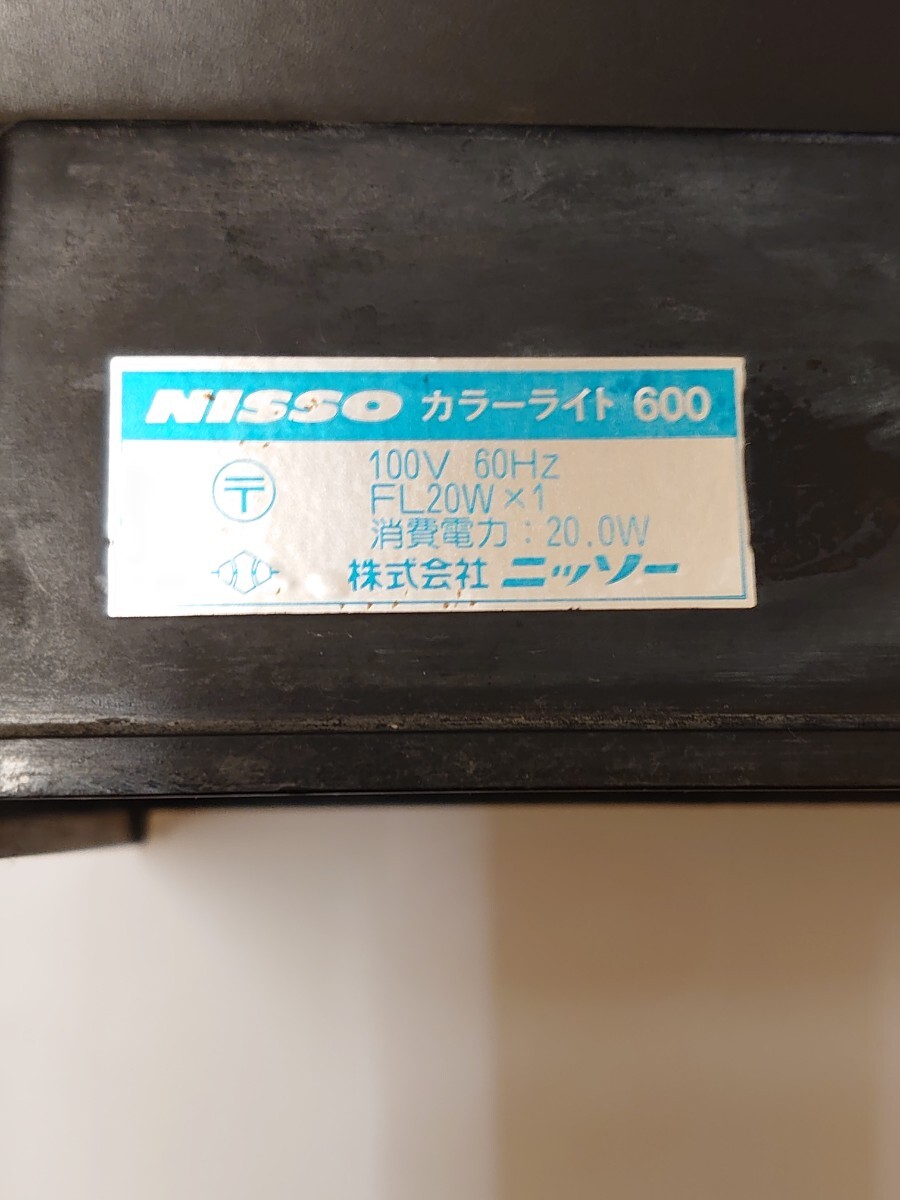 NISSO カラーライト 600
〒
100V 60Hz
FL20W×1
消費電力:20.0W
株式会社 ニッソー